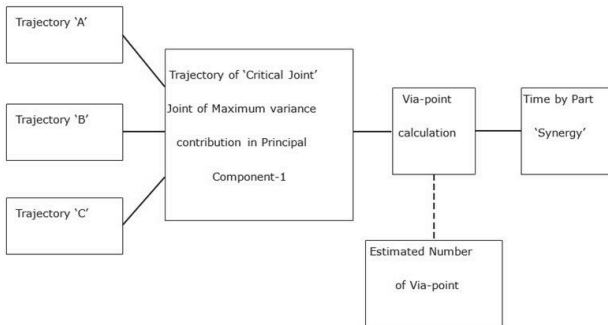 Trajectory ‘A’
Trajectory ‘B’
Trajectory ‘C’
Trajectory of ‘Critical Joint’
Joint of Maximum variance
contribution in Principal
Component-1
Via-point
calculation
Time by Part
‘Synergy’
Estimated Number
of Via-point